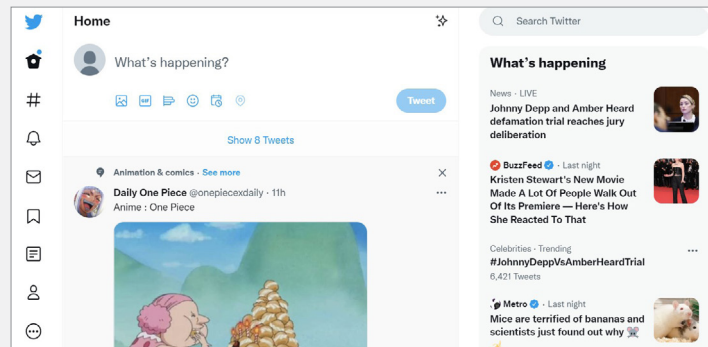 Home
What's happening?
GIF
Tweet
Show 8 Tweets
Animation & comics · See more
Daily One Piece @onepiecexdaily · 11h
Anime : One Piece
Search Twitter
What's happening
News · LIVE
Johnny Depp and Amber Heard
defamation trial reaches jury
deliberation
BuzzFeed · Last night
Kristen Stewart's New Movie
Made A Lot Of People Walk Out
Of Its Premiere — Here's How
She Reacted To That
Celebrities · Trending
#JohnnyDeppVsAmberHeardTrial
6,421 Tweets
Metro · Last night
Mice are terrified of bananas and
scientists just found out why